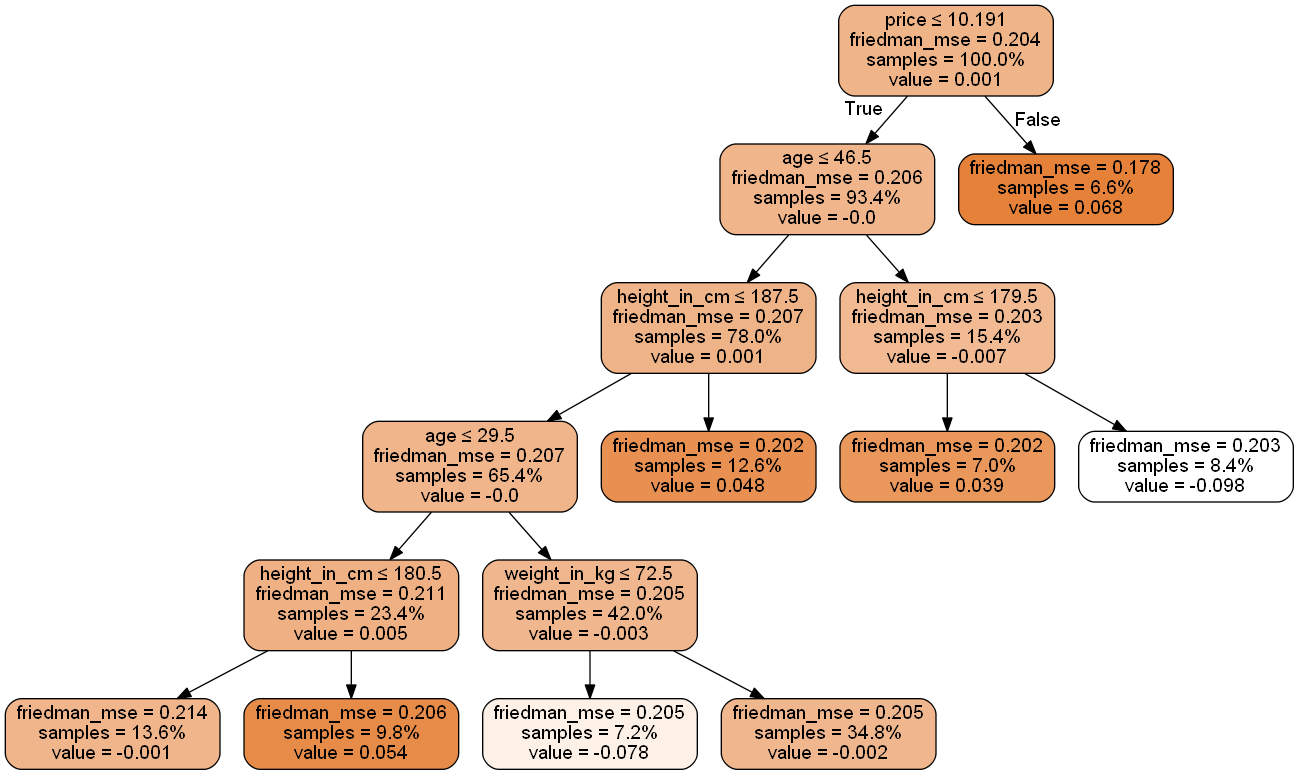 price ≤ 10.191
friedman_mse = 0.204
samples = 100.0%
value = 0.001
True
False
age ≤ 46.5
friedman_mse = 0.206
samples = 93.4%
value = -0.0
friedman_mse = 0.178
samples = 6.6%
value = 0.068
height_in_cm ≤ 187.5
friedman_mse = 0.207
samples = 78.0%
value = 0.001
height_in_cm ≤ 179.5
friedman_mse = 0.203
samples = 15.4%
value = -0.007
age ≤ 29.5
friedman_mse = 0.207
samples = 65.4%
value = -0.0
friedman_mse = 0.202
samples = 12.6%
value = 0.048
friedman_mse = 0.202
samples = 7.0%
value = 0.039
friedman_mse = 0.203
samples = 8.4%
value = -0.098
height_in_cm ≤ 180.5
friedman_mse = 0.211
samples = 23.4%
value = 0.005
weight_in_kg ≤ 72.5
friedman_mse = 0.205
samples = 42.0%
value = -0.003
friedman_mse = 0.214
samples = 13.6%
value = -0.001
friedman_mse = 0.206
samples = 9.8%
value = 0.054
friedman_mse = 0.205
samples = 7.2%
value = -0.078
friedman_mse = 0.205
samples = 34.8%
value = -0.002